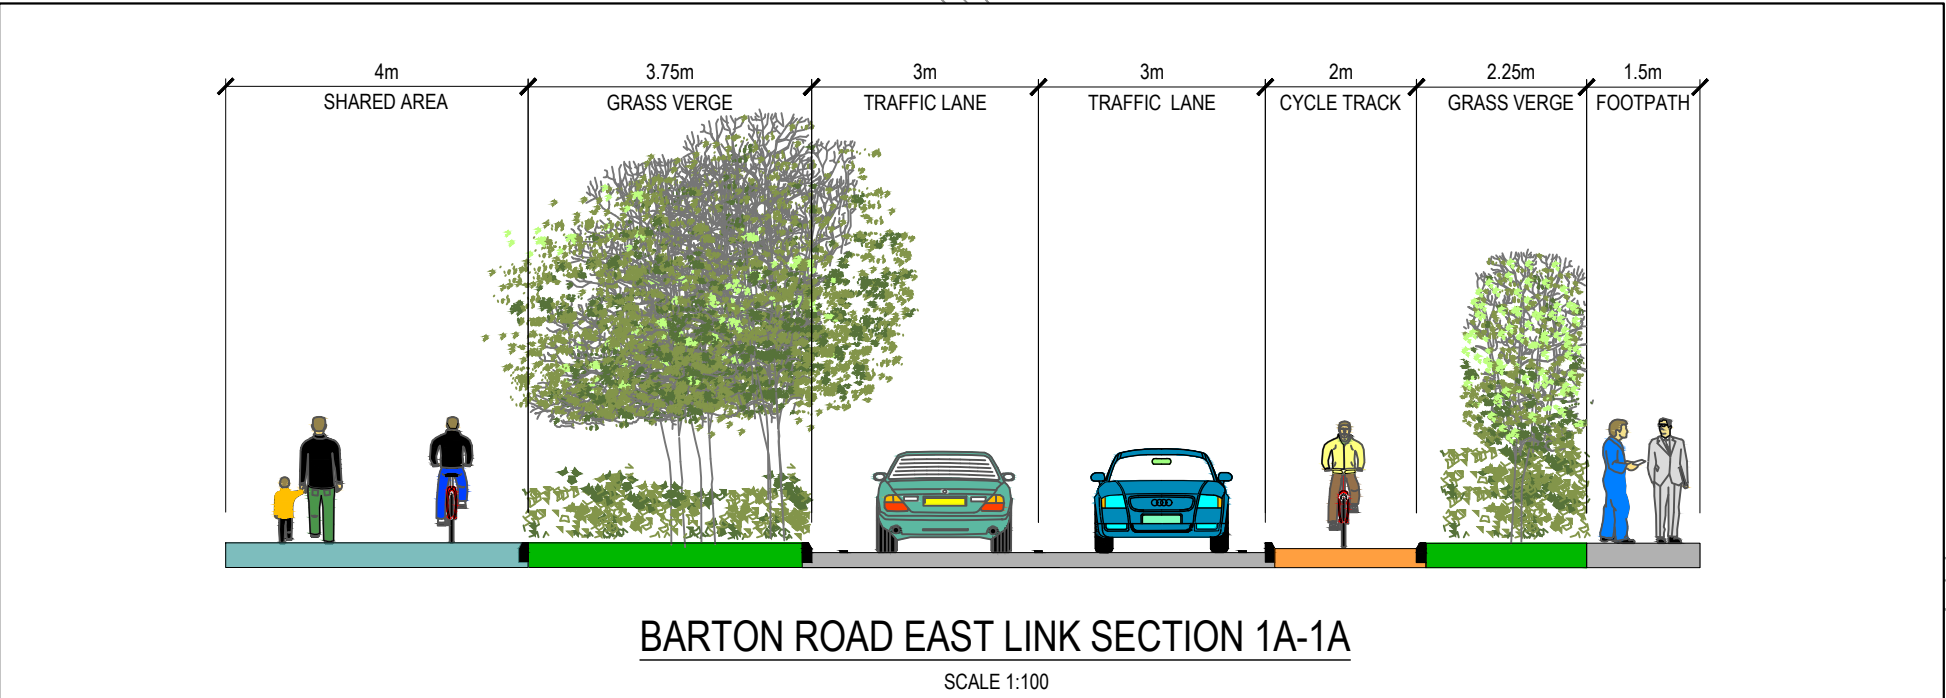 4m 3.75m 3m 3m 2m 2.25m 1.5m
SHARED AREA GRASS VERGE TRAFFIC LANE TRAFFIC LANE CYCLE TRACK GRASS VERGE FOOTPATH
BARTON ROAD EAST LINK SECTION 1A-1A
SCALE 1:100